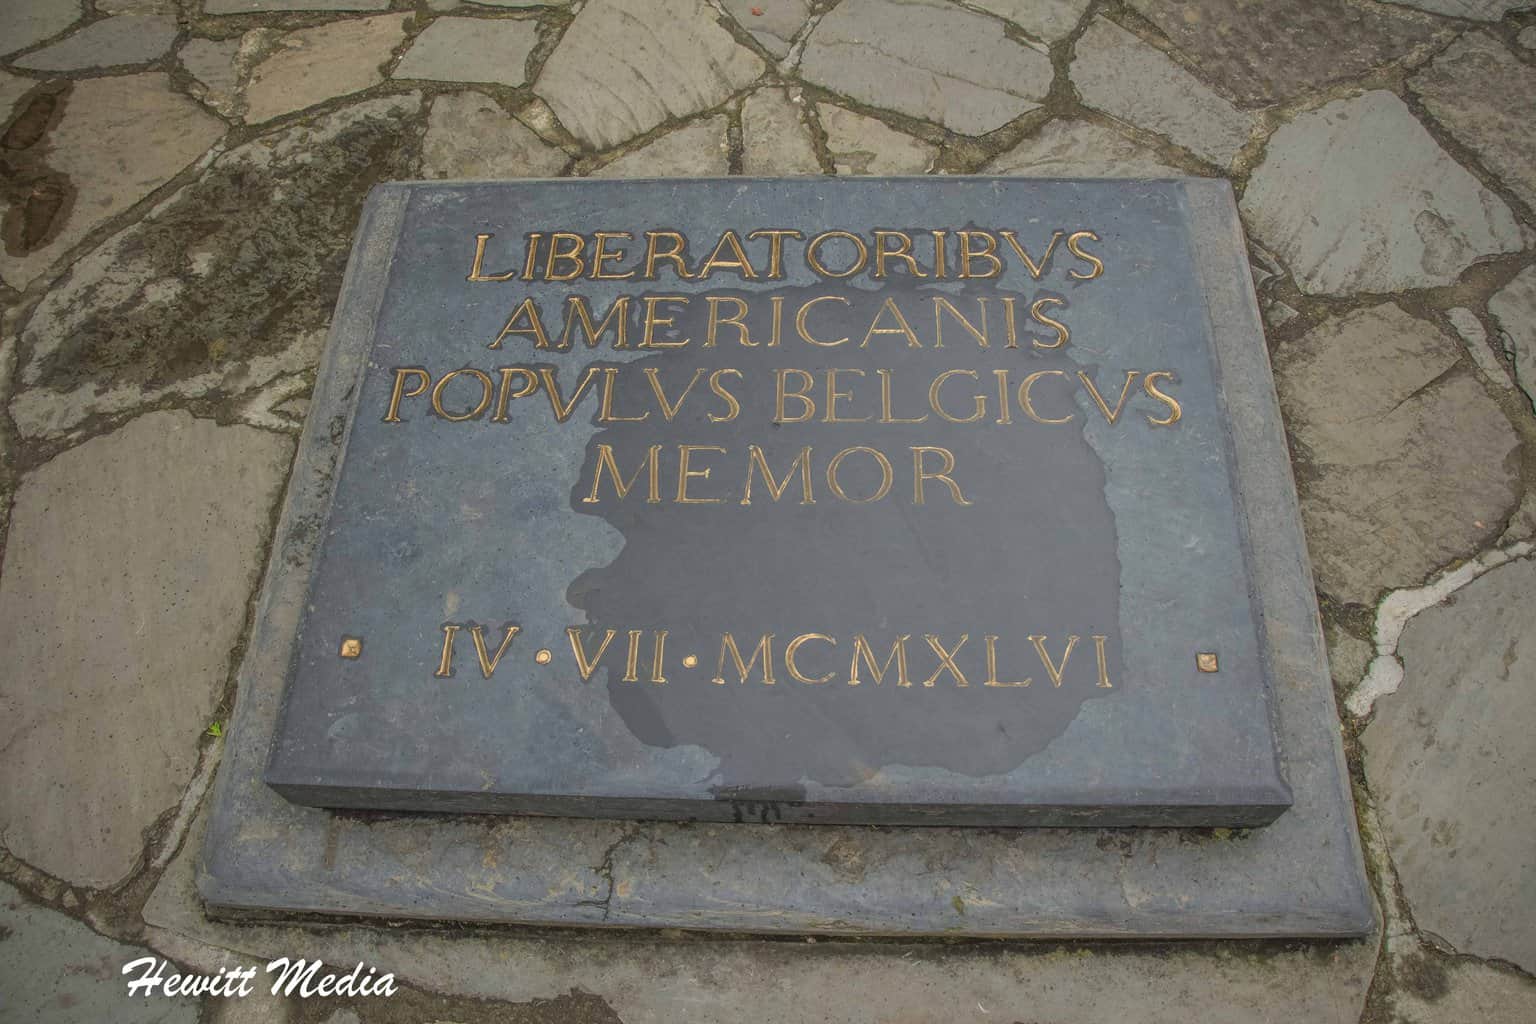 LIBERATORIBVS
AMERICANIS
POPVLVS BELGICVS
MEMOR
IV·VII·MCMXLVI
Hewitt Media